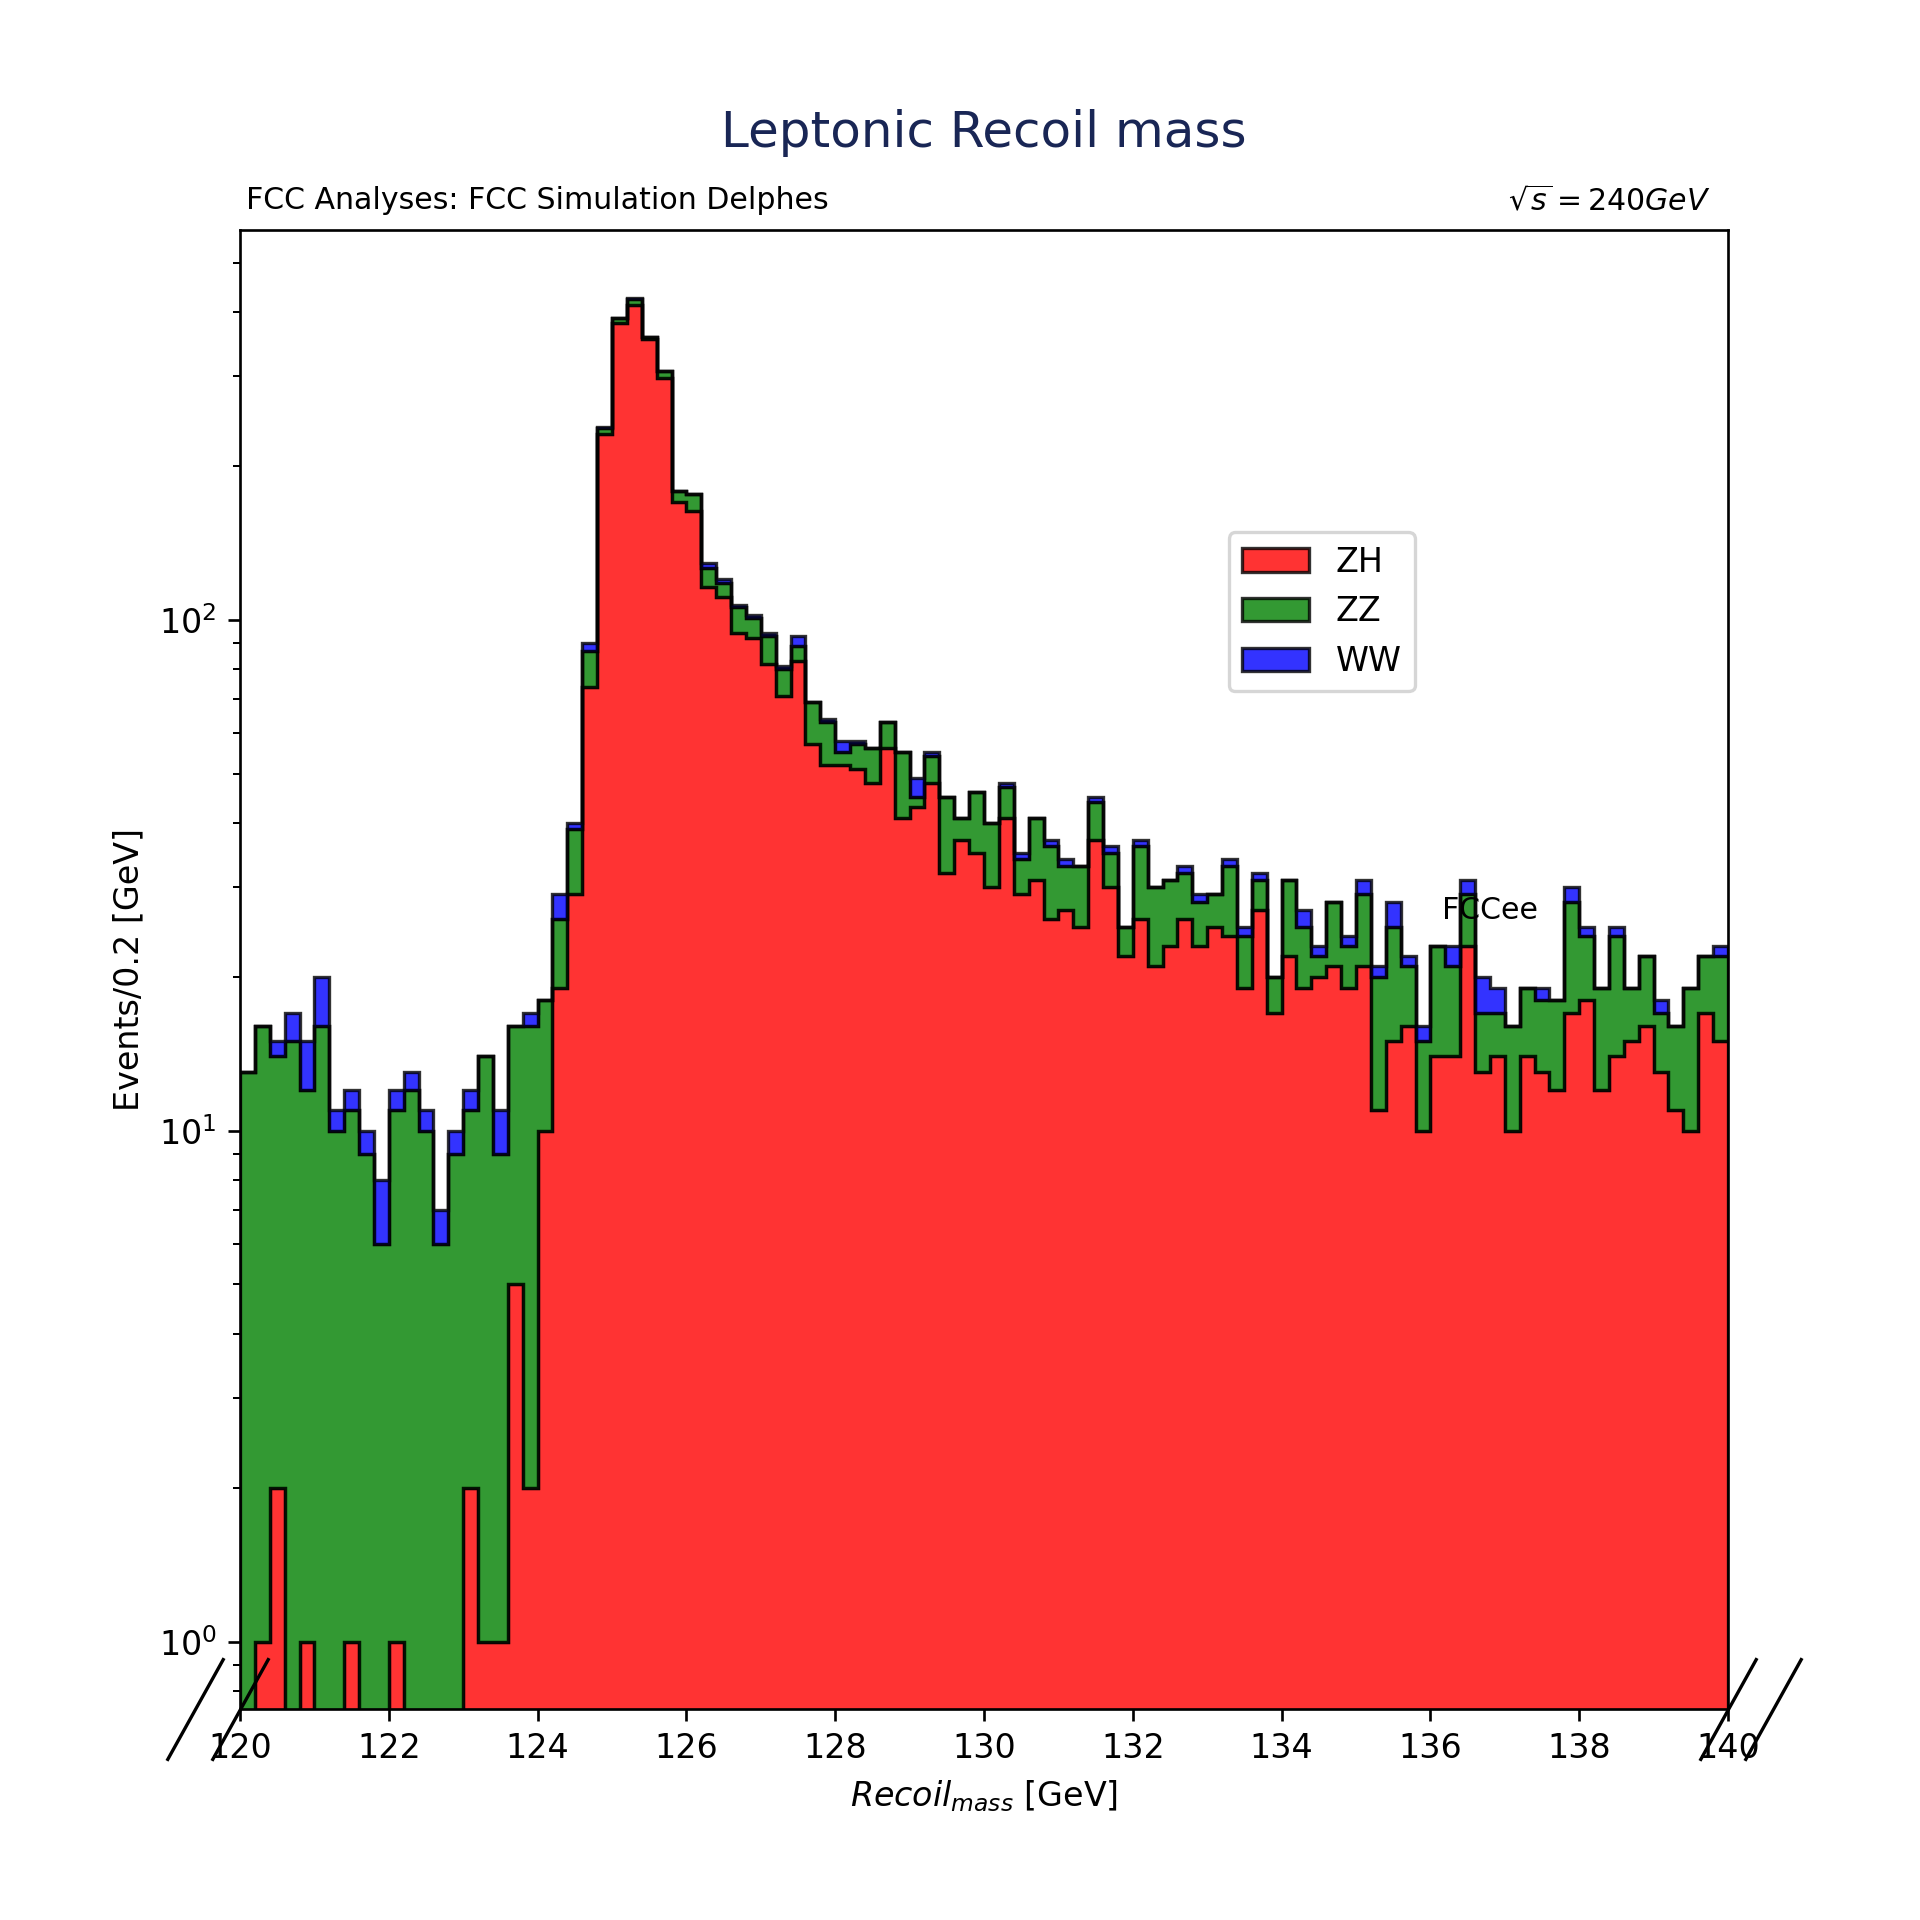 Leptonic Recoil mass
FCC Analyses: FCC Simulation Delphes
√s = 240GeV
ZH
ZZ
WW
FCCee
Events/0.2 [GeV]
10²
10¹
10⁰
120 122 124 126 128 130 132 134 136 138 140
Recoil_mass [GeV]